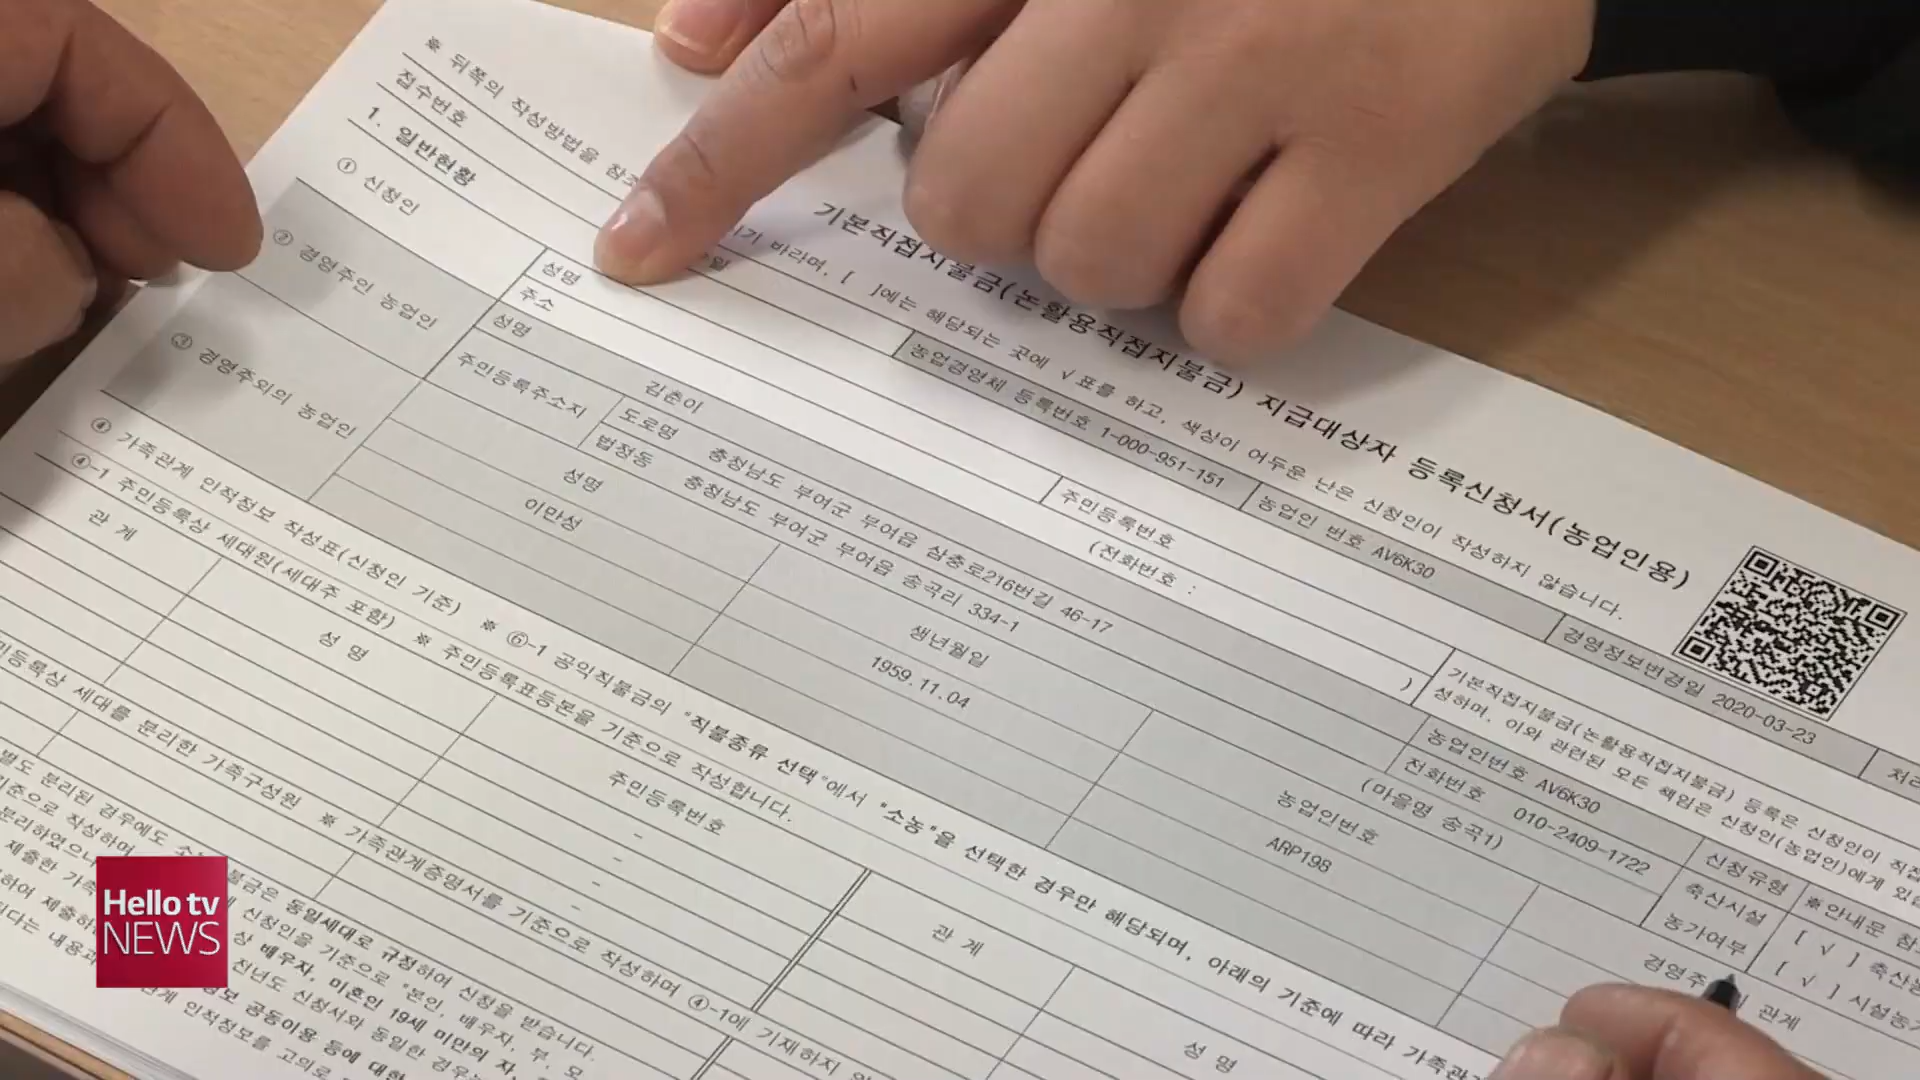 기본직접지불금(논활용직접지불금) 지급대상자 등록신청서(농업인용)
※ 뒤쪽의 작성방법을 참조
기 바라며, [ ]에는 해당되는 곳에 √표를 하고, 색상이 어두운 난은 신청인이 작성하지 않습니다.
접수번호
농업경영체 등록번호 1-000-951-151
농업인 번호 AV6K30
경영정보변경일 2020-03-23
처리
1. 일반현황
① 신청인
성명
주민등록번호
주소
(전화번호 : )
기본직접지불금(논활용직접지불금) 등록은 신청인이 직접
성하며, 이와 관련된 모든 책임은 신청인(농업인)에게 있
② 경영주인 농업인
성명
김춘이
농업인번호 AV6K30
주민등록주소지
도로명 충청남도 부여군 부여읍 삼충로216번길 46-17
법정동 충청남도 부여군 부여읍 송곡리 334-1
(마을명 송곡1)
전화번호 010-2409-1722
신청유형
※안내문 참
축산시설
농가여부
[ √ ] 축산
[ √ ] 시설농
③ 경영주외의 농업인
성명
생년월일
농업인번호
관계
이만성
1959.11.04
ARP198
④ 가족관계 인적정보 작성표(신청인 기준) ※ ⑥-1 공익직불금의 "직불종류 선택"에서 "소농"을 선택한 경우만 해당되며, 아래의 기준에 따라 가족관
④-1 주민등록상 세대원(세대주 포함) ※ 주민등록표등본을 기준으로 작성합니다.
관 계
성 명
주민등록번호
관 계
성 명
-
-
-
-
민등록상 세대를 분리한 가족구성원 ※ 가족관계증명서를 기준으로 작성하며 ④-1에 기재하지
Hello tv
NEWS